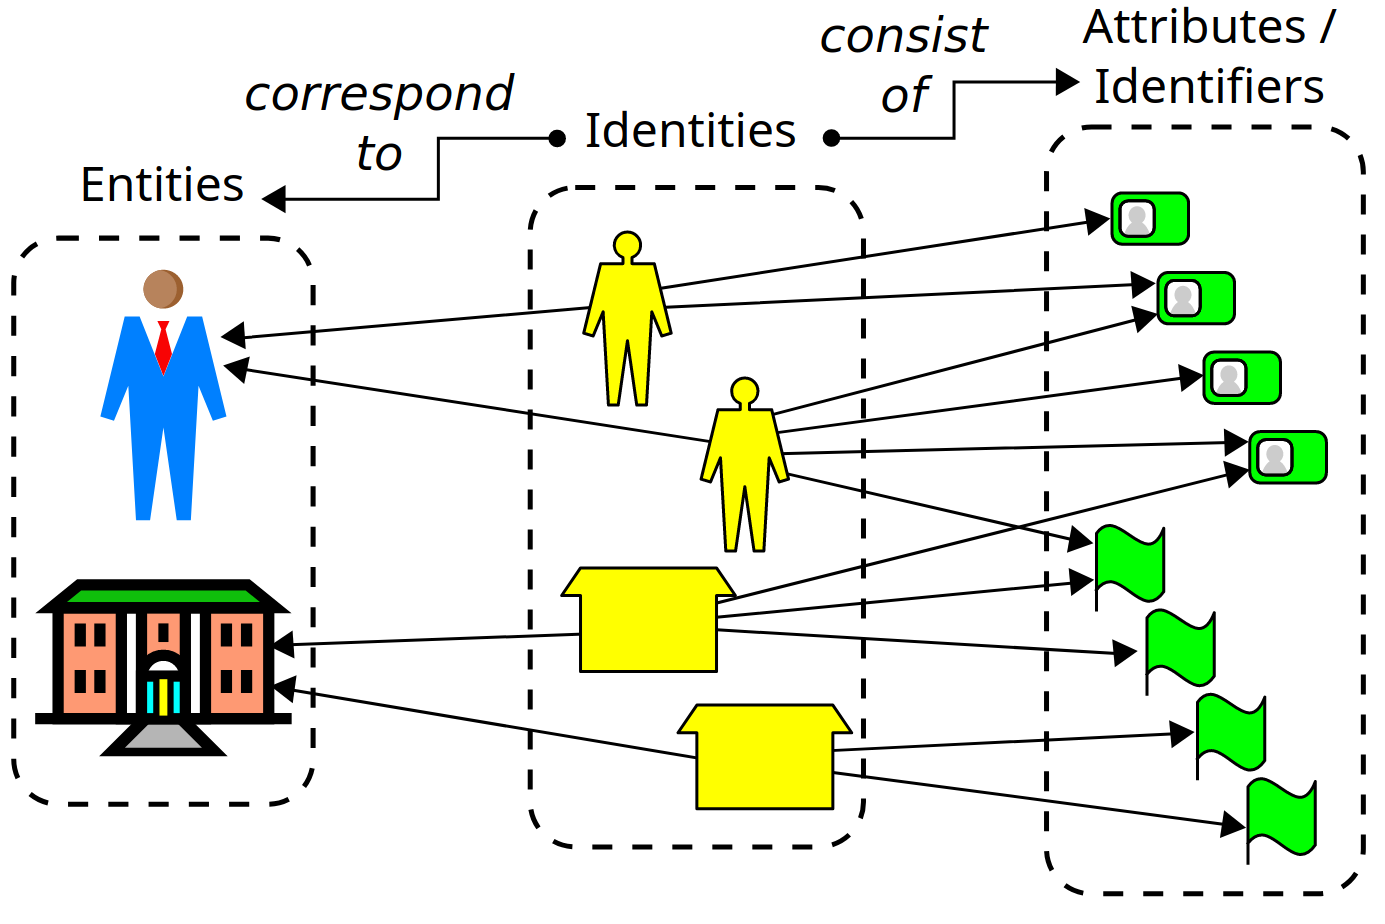 Entities
correspond
to
Identities
consist
of
Attributes /
Identifiers